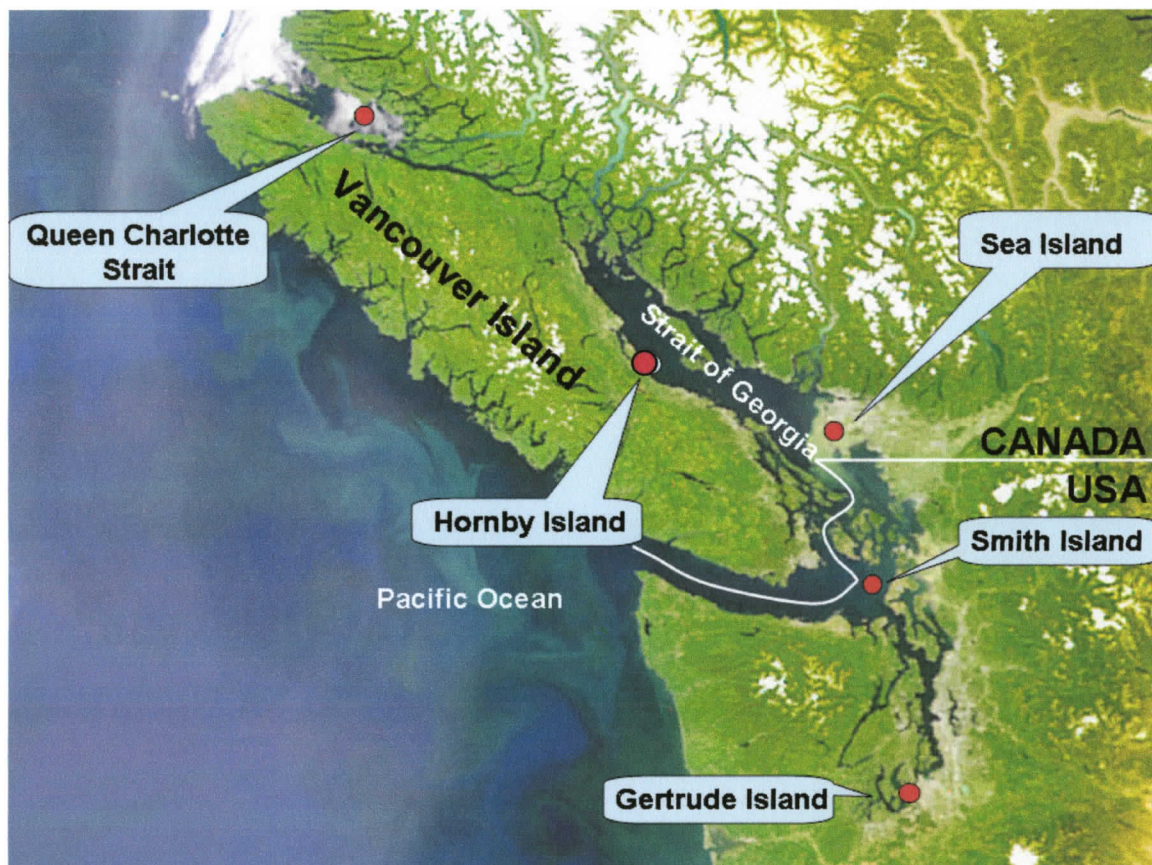 Queen Charlotte
Strait
Vancouver Island
Sea Island
Strait of Georgia
CANADA
USA
Hornby Island
Smith Island
Pacific Ocean
Gertrude Island